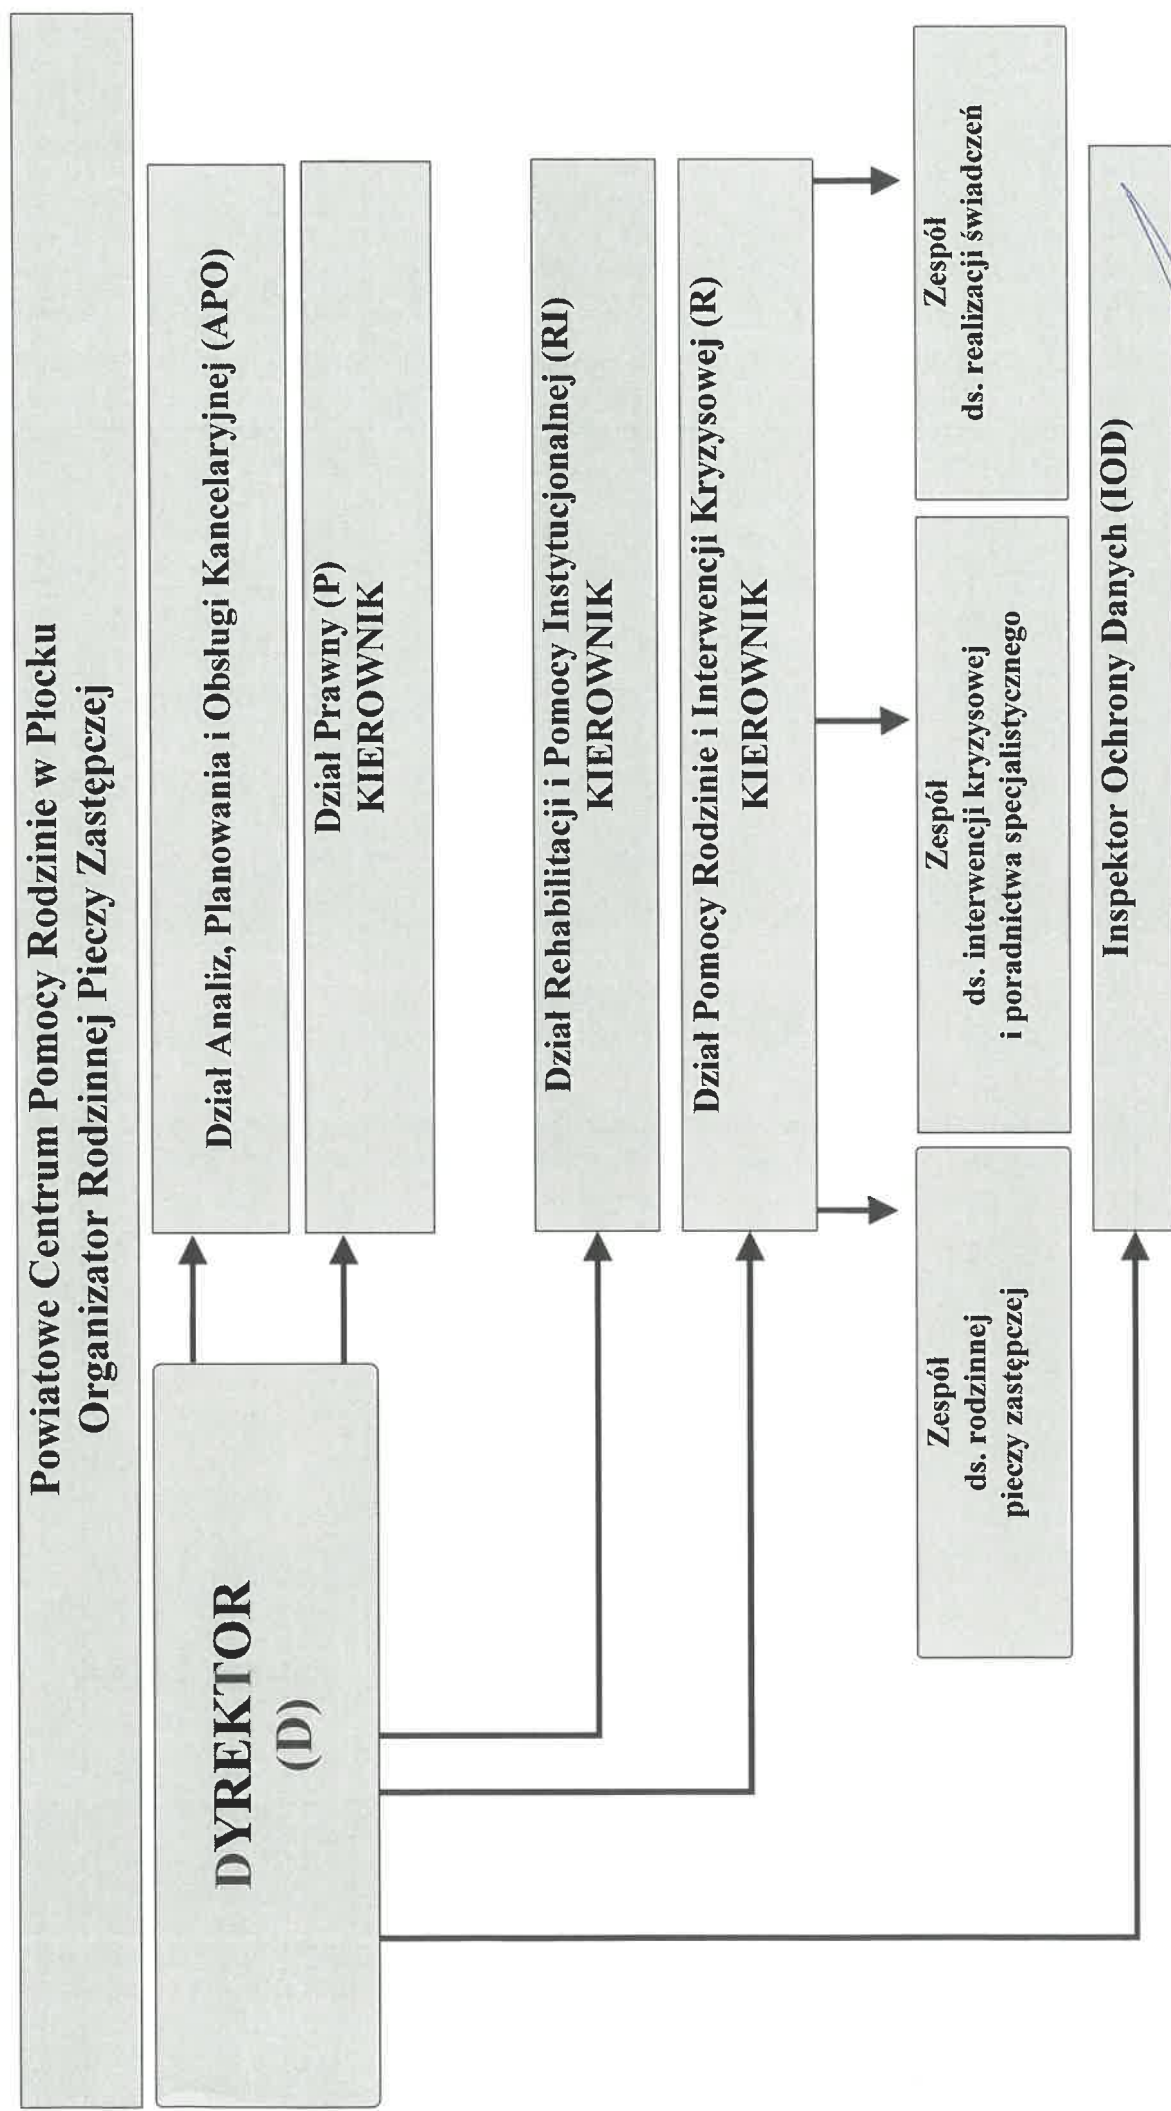 Powiatowe Centrum Pomocy Rodzinie w Płocku
Organizator Rodzinnej Pieczy Zastępczej
DYREKTOR
(D)
Dział Analiz, Planowania i Obsługi Kancelaryjnej (APO)
Dział Prawny (P)
KIEROWNIK
Dział Rehabilitacji i Pomocy Instytucjonalnej (RI)
KIEROWNIK
Dział Pomocy Rodzinie i Interwencji Kryzysowej (R)
KIEROWNIK
Zespół
ds. rodzinnej
pieczy zastępczej
Zespół
ds. interwencji kryzysowej
i poradnictwa specjalistycznego
Zespół
ds. realizacji świadczeń
Inspektor Ochrony Danych (IOD)